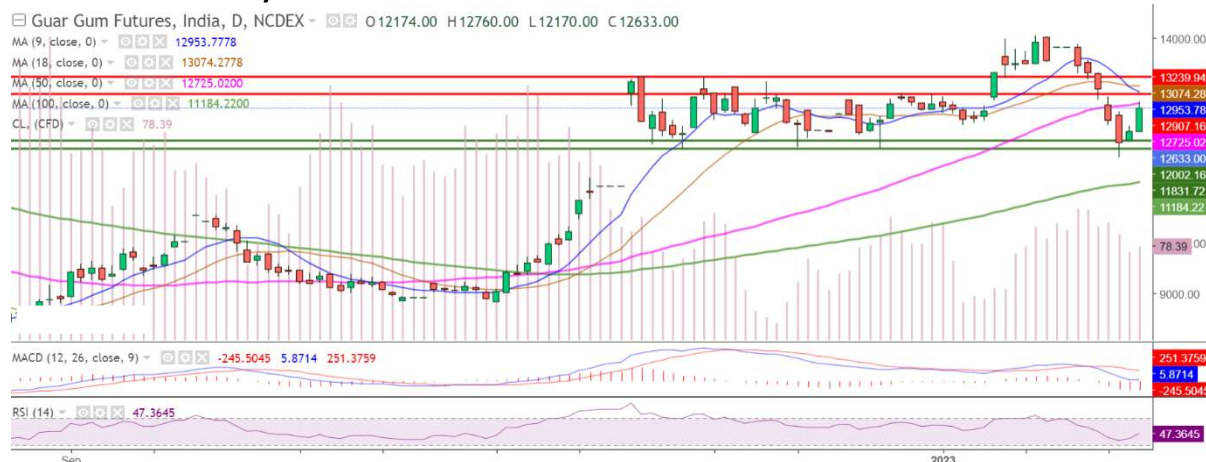 Guar Gum Futures, India, D, NCDEX O12174.00 H12760.00 L12170.00 C12633.00
MA (9, close, 0) 12953.7778
MA (18, close, 0) 13074.2778
MA (50, close, 0) 12725.0200
MA (100, close, 0) 11184.2200
CL, (CFD) 78.39
14000.00
13239.94
13074.28
12953.78
12907.16
12725.02
12633.00
12002.16
11831.72
11184.22
78.39
9000.00
MACD (12, 26, close, 9) -245.5045 5.8714 251.3759
251.3759
5.8714
-245.5045
RSI (14) 47.3645
47.3645
Sep 2023